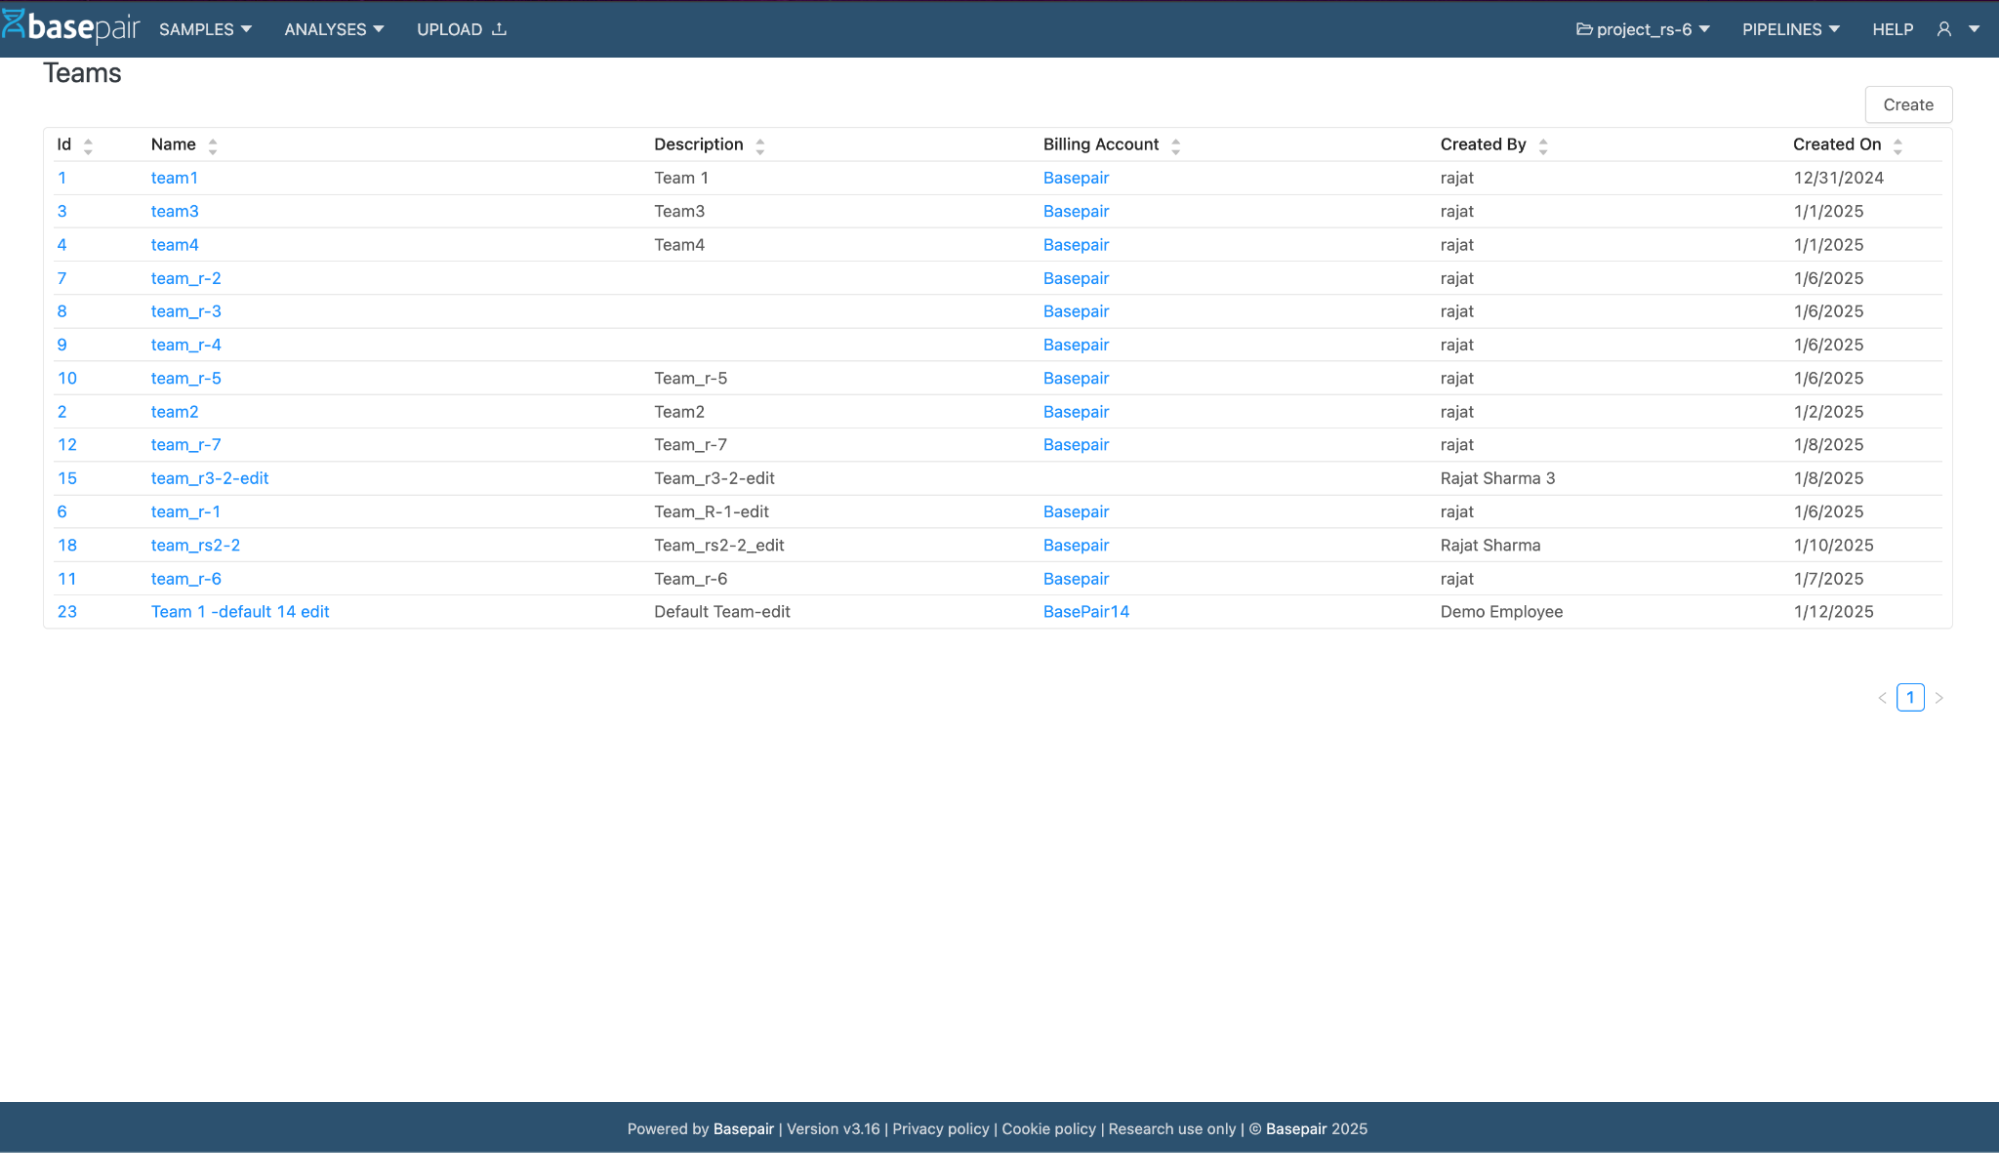 basepair SAMPLES ANALYSES UPLOAD project_rs-6 PIPELINES HELP
Teams
Create
Id Name Description Billing Account Created By Created On
1 team1 Team 1 Basepair rajat 12/31/2024
3 team3 Team3 Basepair rajat 1/1/2025
4 team4 Team4 Basepair rajat 1/1/2025
7 team_r-2 Basepair rajat 1/6/2025
8 team_r-3 Basepair rajat 1/6/2025
9 team_r-4 Basepair rajat 1/6/2025
10 team_r-5 Team_r-5 Basepair rajat 1/6/2025
2 team2 Team2 Basepair rajat 1/2/2025
12 team_r-7 Team_r-7 Basepair rajat 1/8/2025
15 team_r3-2-edit Team_r3-2-edit Rajat Sharma 3 1/8/2025
6 team_r-1 Team_R-1-edit Basepair rajat 1/6/2025
18 team_rs2-2 Team_rs2-2_edit Basepair Rajat Sharma 1/10/2025
11 team_r-6 Team_r-6 Basepair rajat 1/7/2025
23 Team 1 -default 14 edit Default Team-edit BasePair14 Demo Employee 1/12/2025
< 1 >
Powered by Basepair | Version v3.16 | Privacy policy | Cookie policy | Research use only | © Basepair 2025